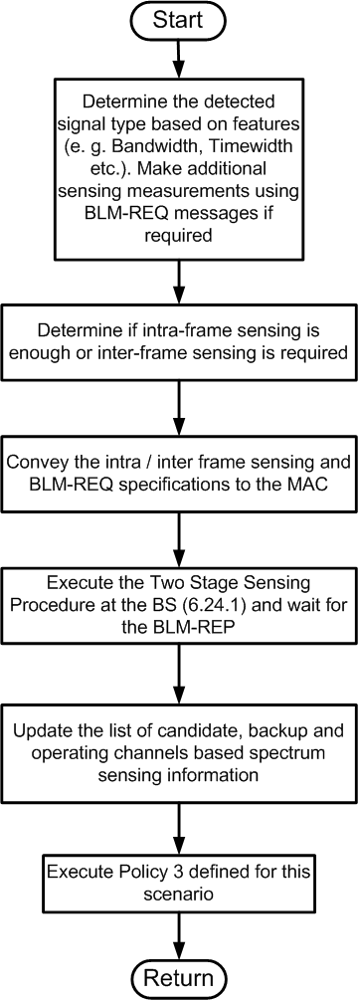 Start
Determine the detected
signal type based on features
(e. g. Bandwidth, Timewidth
etc.). Make additional
sensing measurements using
BLM-REQ messages if
required
Determine if intra-frame sensing is
enough or inter-frame sensing is required
Convey the intra / inter frame sensing and
BLM-REQ specifications to the MAC
Execute the Two Stage Sensing
Procedure at the BS (6.24.1) and wait for
the BLM-REP
Update the list of candidate, backup and
operating channels based spectrum
sensing information
Execute Policy 3 defined for this
scenario
Return